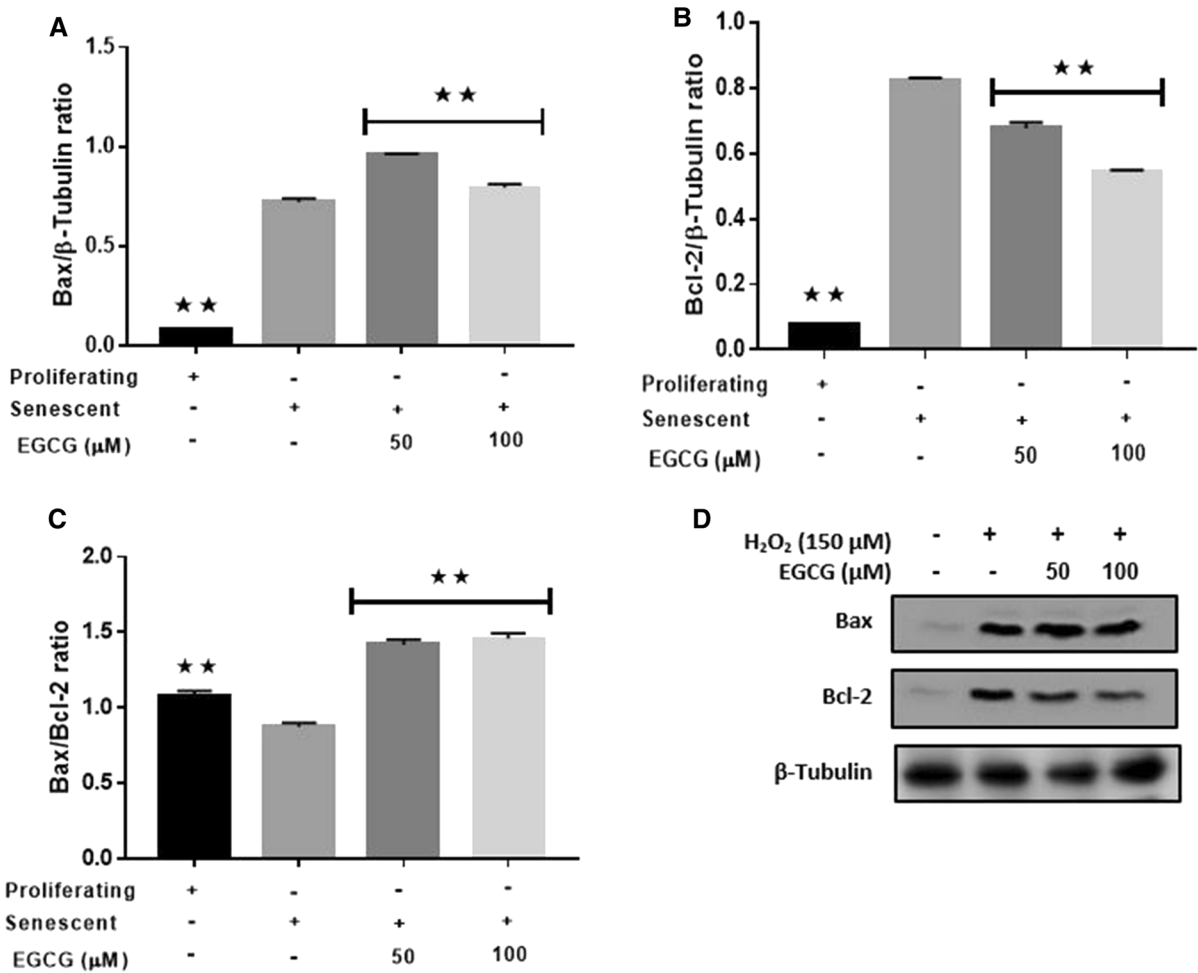 A
Bax/β-Tubulin ratio
1.5
1.0
0.5
0.0
★★
★★
Proliferating + - - -
Senescent - + + +
EGCG (μM) - - 50 100
B
Bcl-2/β-Tubulin ratio
1.0
0.8
0.6
0.4
0.2
0.0
★★
★★
Proliferating + - - -
Senescent - + + +
EGCG (μM) - - 50 100
C
Bax/Bcl-2 ratio
2.0
1.5
1.0
0.5
0.0
★★
★★
Proliferating + - - -
Senescent - + + +
EGCG (μM) - - 50 100
D
H₂O₂ (150 μM) - + + +
EGCG (μM) - - 50 100
Bax
Bcl-2
β-Tubulin